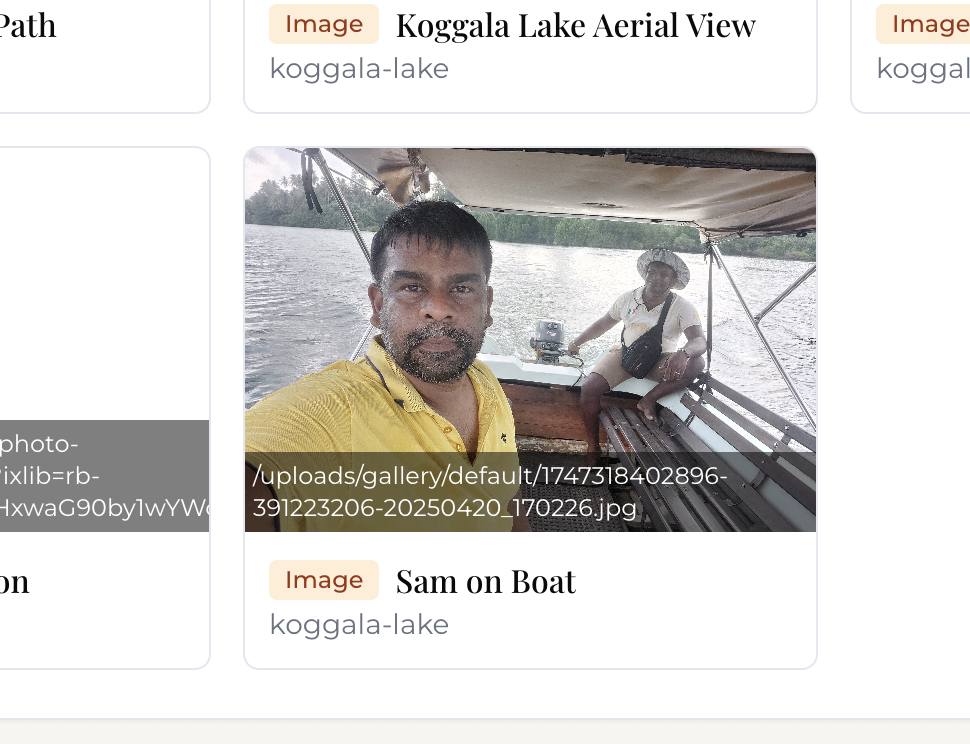 Path
Image Koggala Lake Aerial View
koggala-lake
Image
koggal
photo-
ixlib=rb-
HxwaG90by1wYWc
on
/uploads/gallery/default/1747318402896-
391223206-20250420_170226.jpg
Image Sam on Boat
koggala-lake